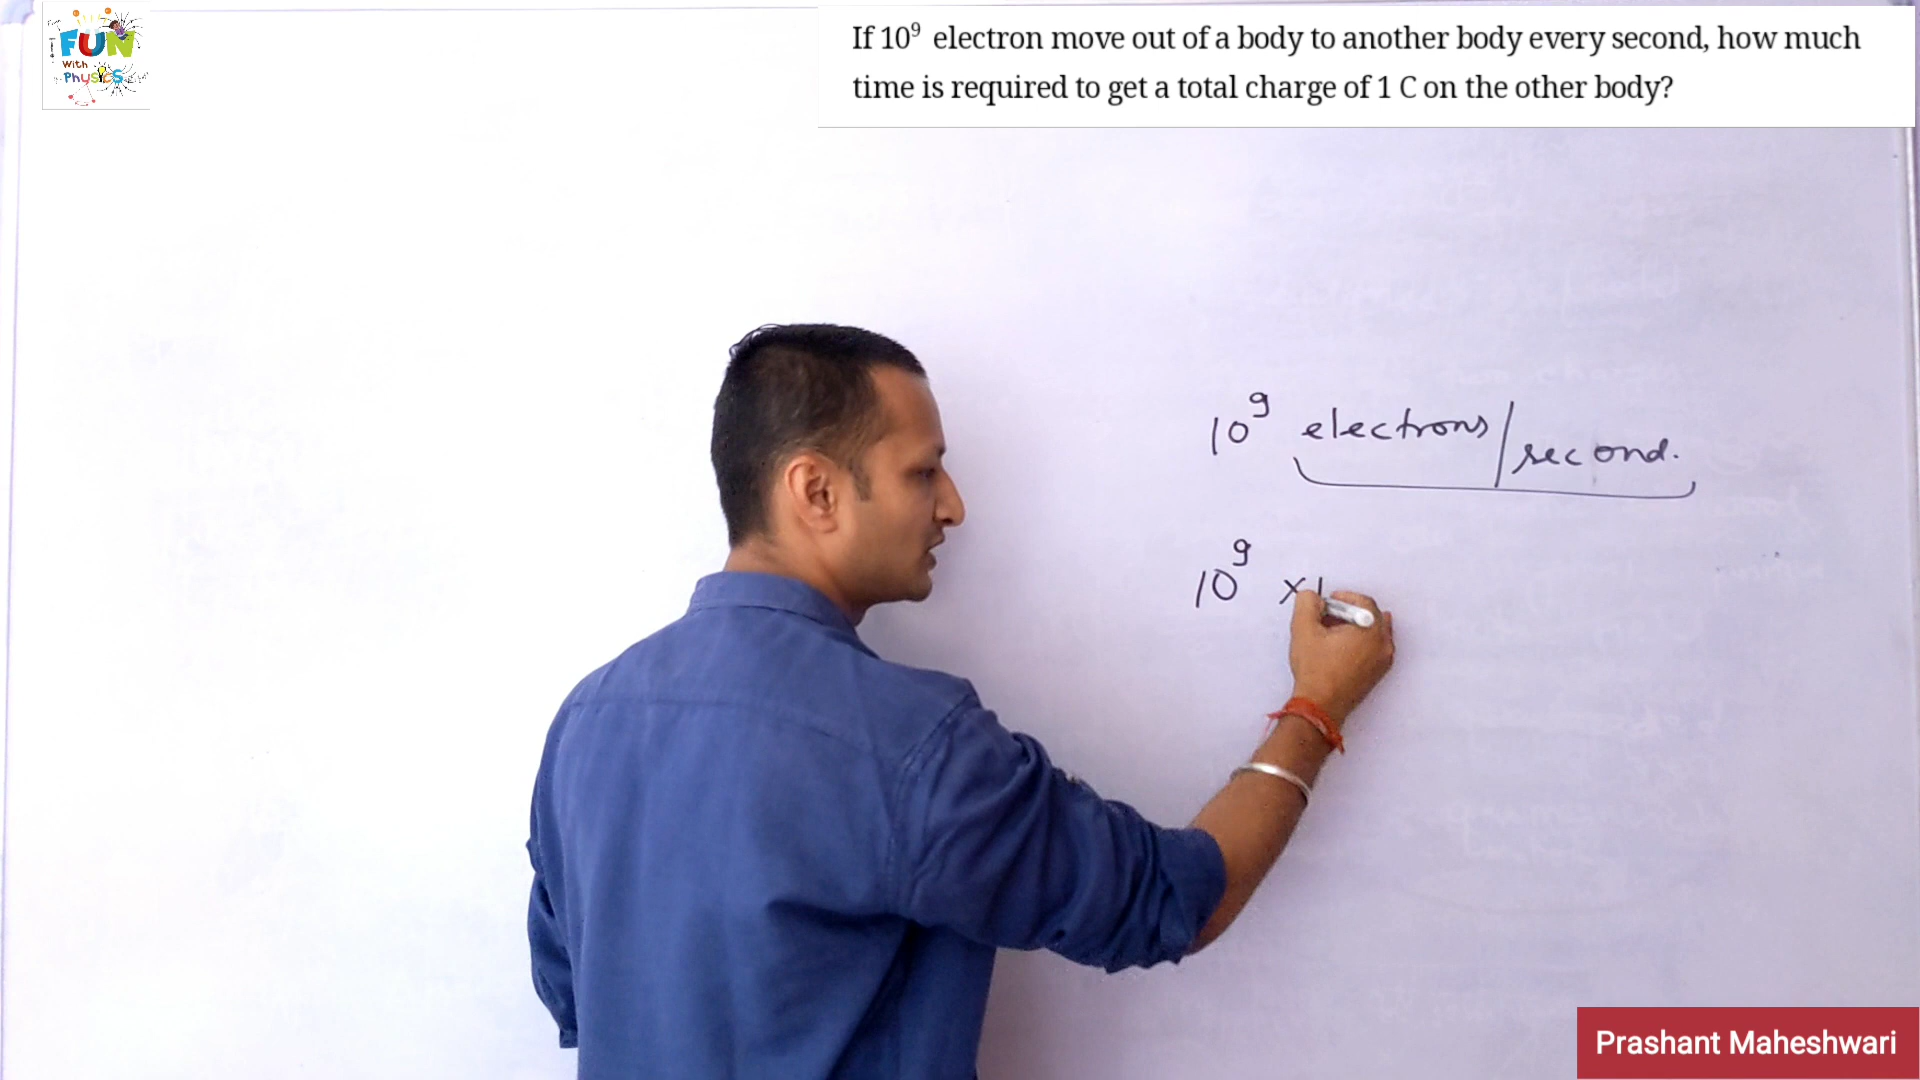 FUN
With
Physics
If 10⁹ electron move out of a body to another body every second, how much
time is required to get a total charge of 1 C on the other body?
10⁹ electrons/second.
10⁹ ×1
Prashant Maheshwari